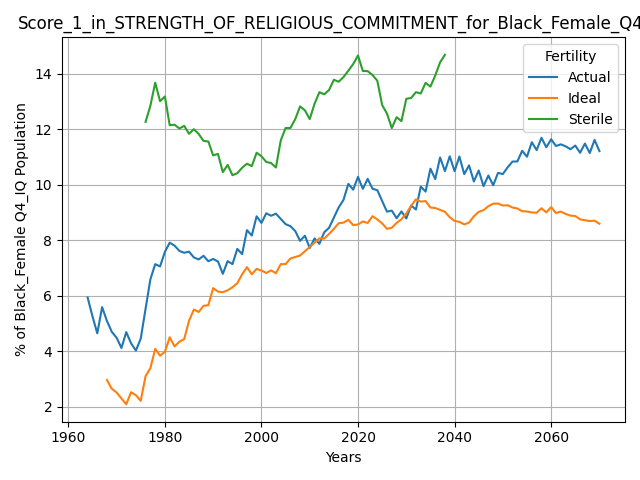 Score_1_in_STRENGTH_OF_RELIGIOUS_COMMITMENT_for_Black_Female_Q4
% of Black_Female Q4_IQ Population
14
12
10
8
6
4
2
1960 1980 2000 2020 2040 2060
Years
Fertility
Actual
Ideal
Sterile